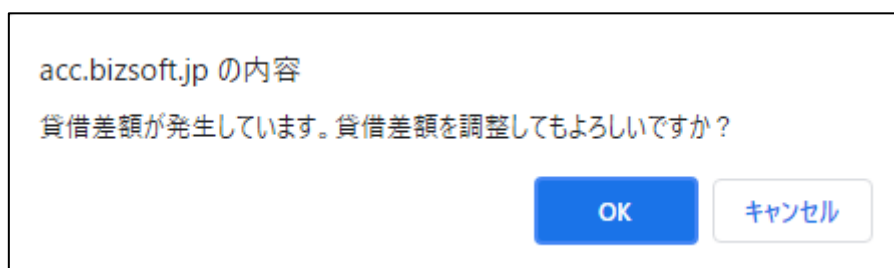 acc.bizsoft.jp の内容
貸借差額が発生しています。貸借差額を調整してもよろしいですか？
OK キャンセル